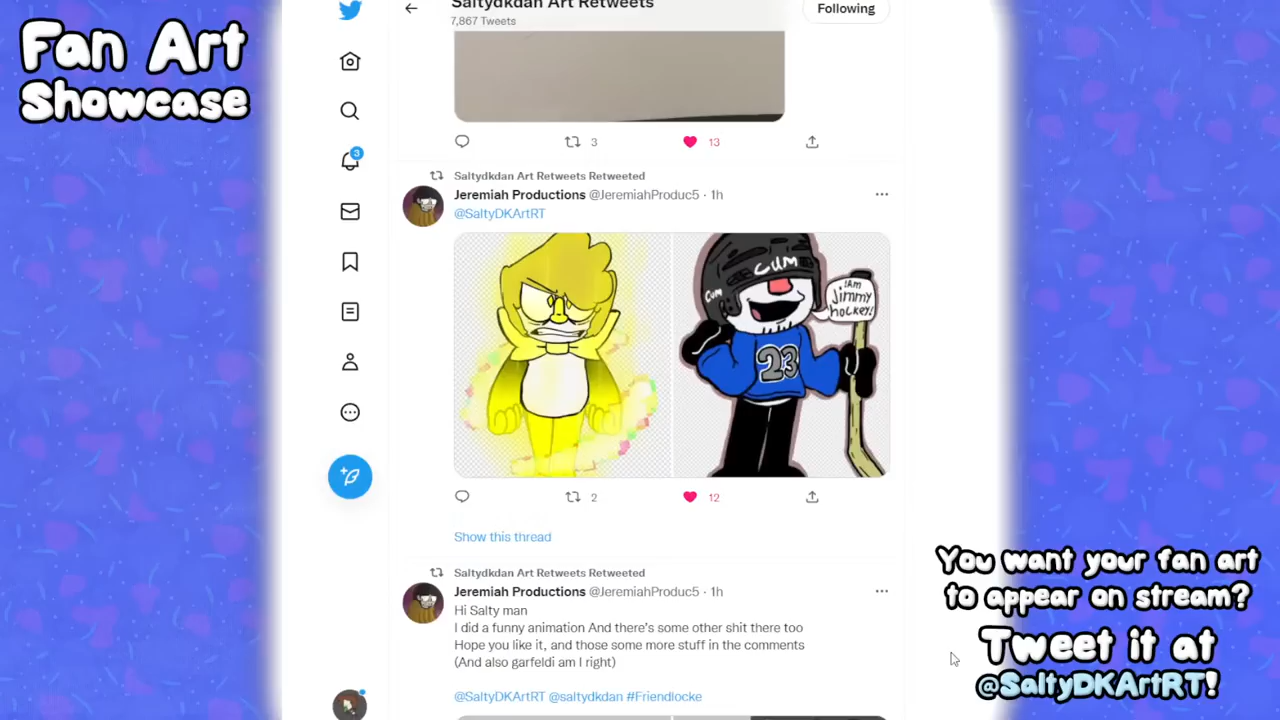 Fan Art
Showcase
Saltydkdan Art Retweets
7,867 Tweets
Following
3
3
13
Saltydkdan Art Retweets Retweeted
Jeremiah Productions @JeremiahProduc5 · 1h
@SaltyDKArtRT
CUM
CUM
I Am
Jimmy
hockey!
23
2
12
Show this thread
Saltydkdan Art Retweets Retweeted
Jeremiah Productions @JeremiahProduc5 · 1h
Hi Salty man
I did a funny animation And there's some other shit there too
Hope you like it, and those some more stuff in the comments
(And also garfeldi am I right)
@SaltyDKArtRT @saltydkdan #Friendlocke
You want your fan art
to appear on stream?
Tweet it at
@SaltyDKArtRT!